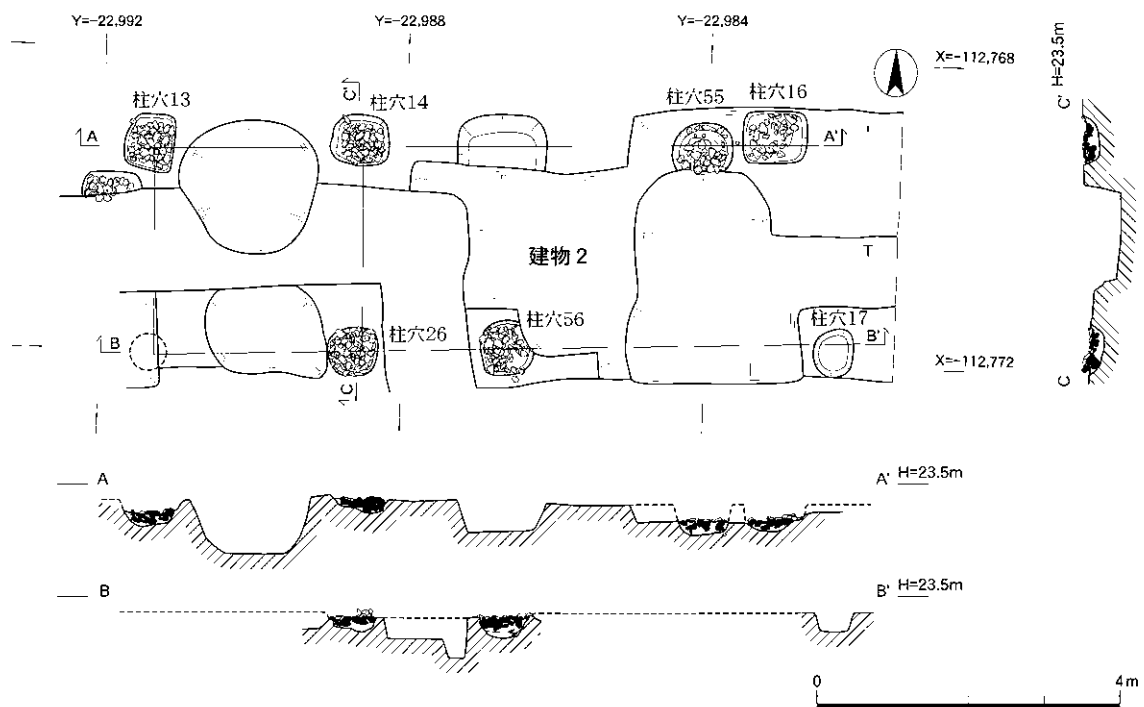 Y=-22,992
Y=-22,988
Y=-22,984
X=-112,768
H=23.5m
C'
柱穴13
C'
柱穴14
柱穴55
柱穴16
A
A'
建物2
T
柱穴26
柱穴56
柱穴17
B
B'
X=-112,772
C
C
A
A'
H=23.5m
B
B'
H=23.5m
0
4m